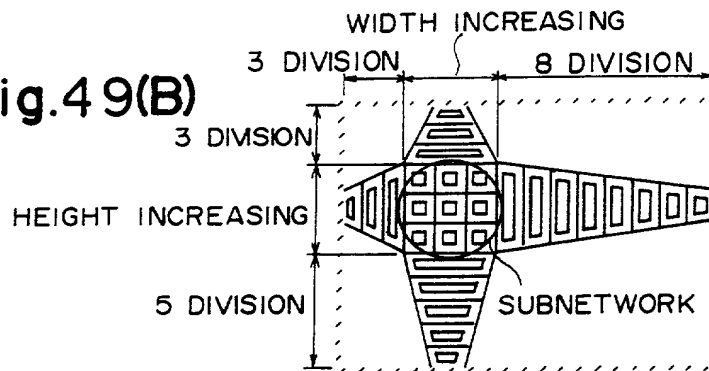 WIDTH INCREASING
3 DIVISION
8 DIVISION
ig.49(B)
3 DIVISION
HEIGHT INCREASING
5 DIVISION
SUBNETWORK